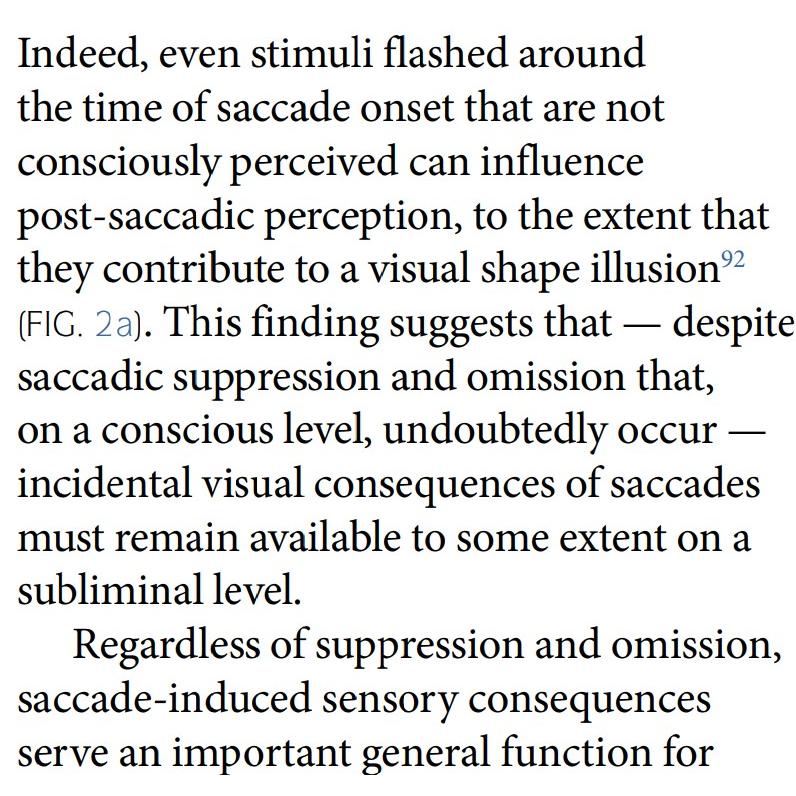 Indeed, even stimuli flashed around
the time of saccade onset that are not
consciously perceived can influence
post-saccadic perception, to the extent that
they contribute to a visual shape illusion92
(FIG. 2a). This finding suggests that — despite
saccadic suppression and omission that,
on a conscious level, undoubtedly occur —
incidental visual consequences of saccades
must remain available to some extent on a
subliminal level.
Regardless of suppression and omission,
saccade-induced sensory consequences
serve an important general function for